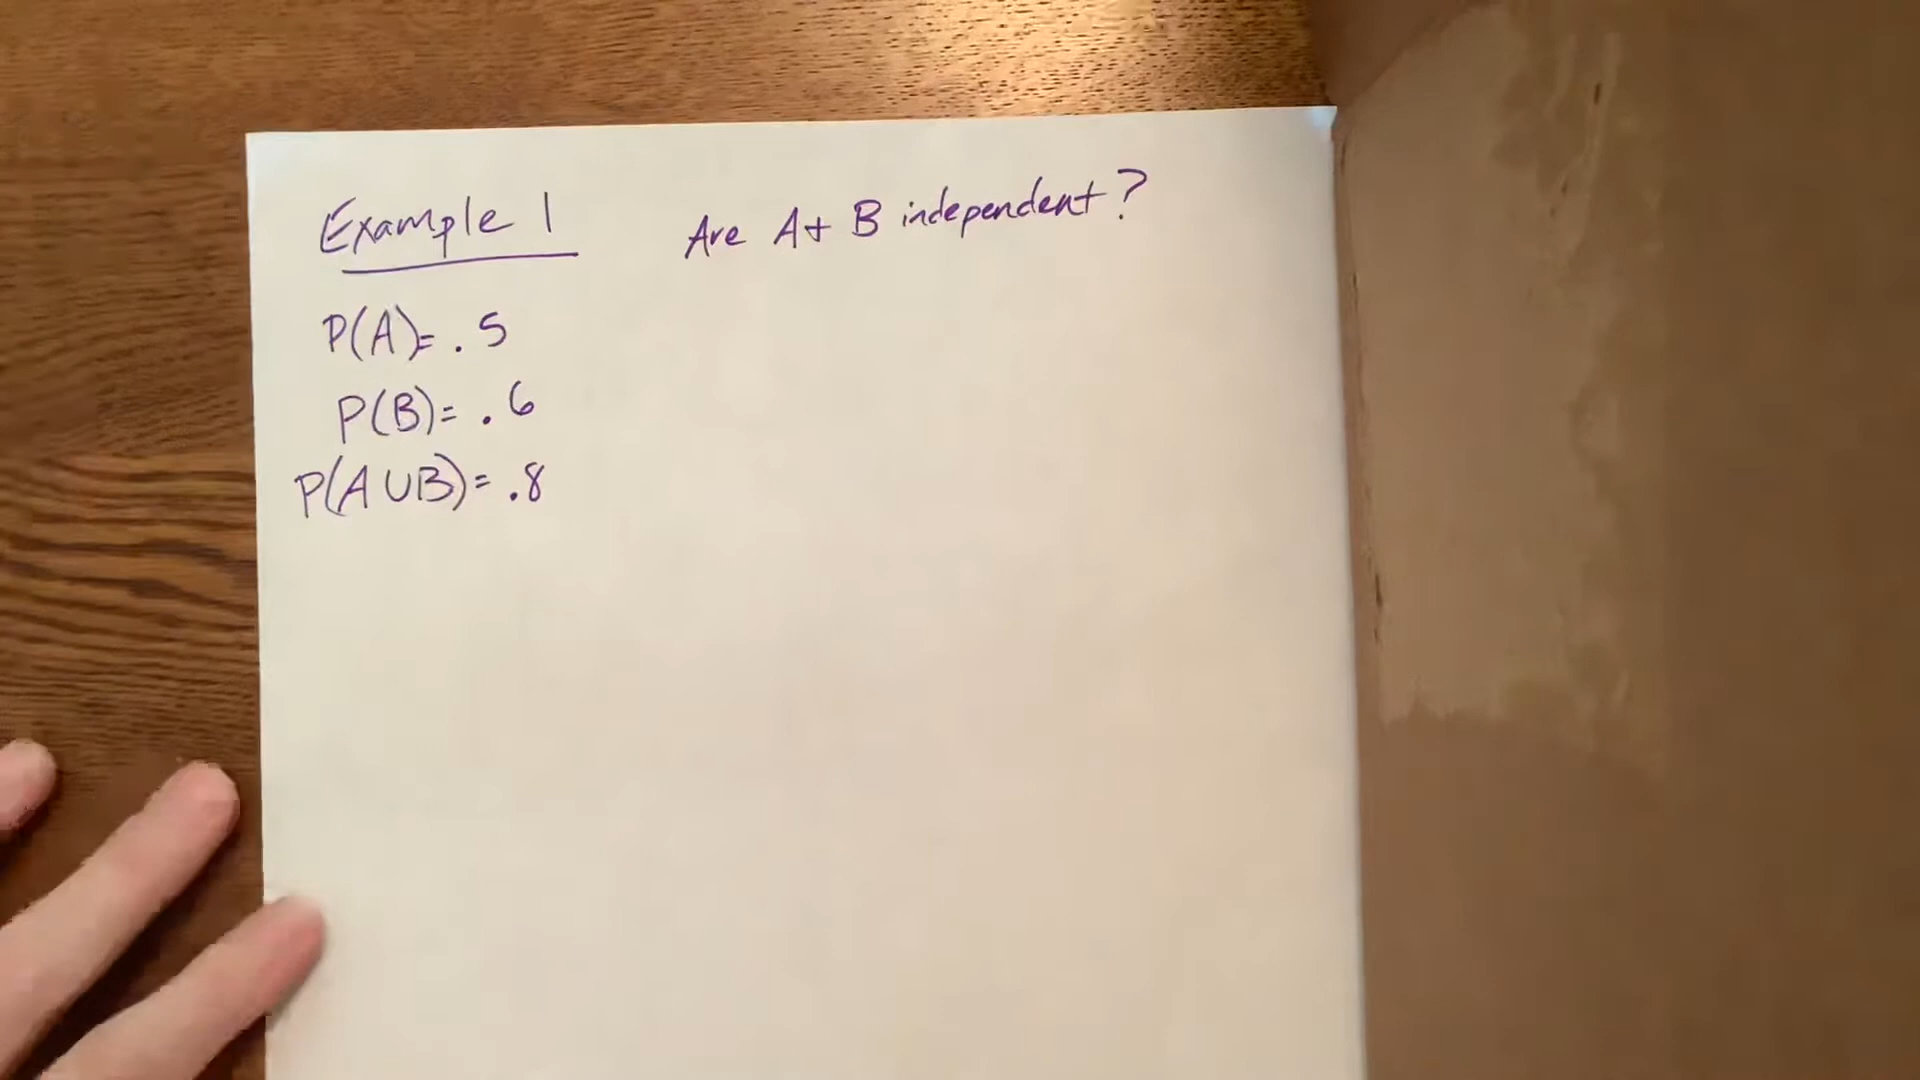 Example 1
Are A + B independent?
P(A)= .5
P(B)= .6
P(A∪B)= .8